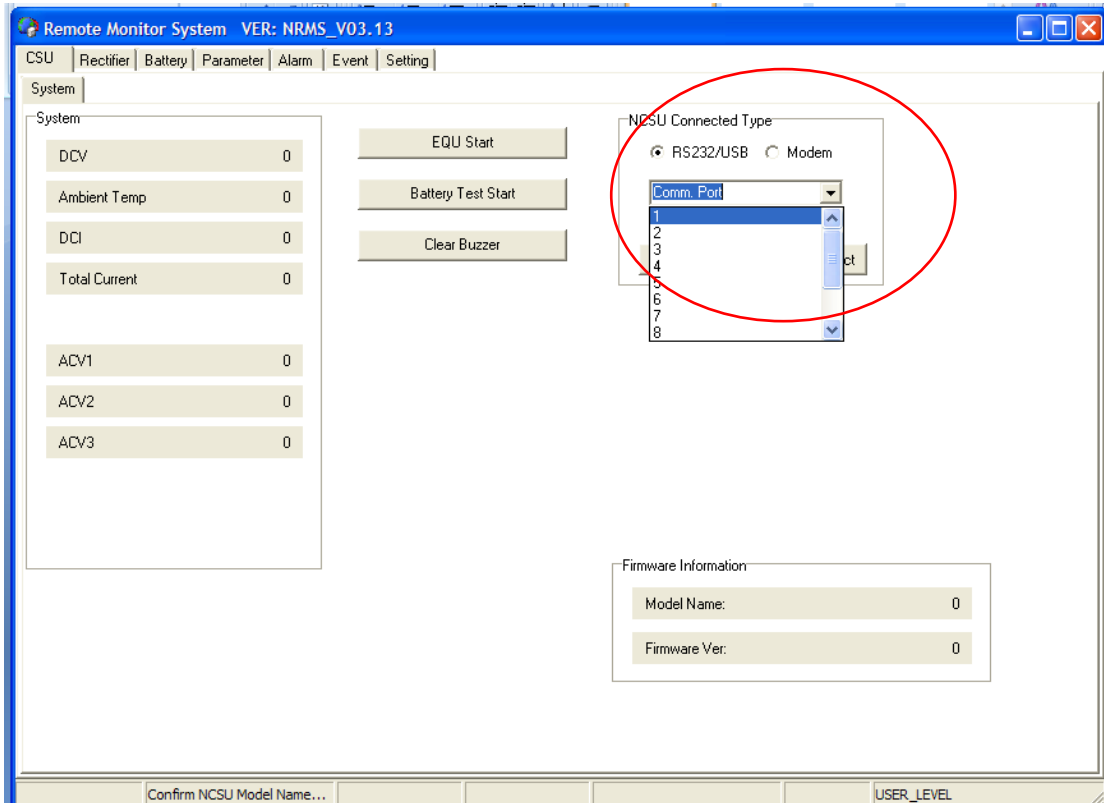 Remote Monitor System VER: NRMS_V03.13
CSU Rectifier Battery Parameter Alarm Event Setting
System
System
DCV 0
Ambient Temp 0
DCI 0
Total Current 0
ACV1 0
ACV2 0
ACV3 0
EQU Start
Battery Test Start
Clear Buzzer
NCSU Connected Type
RS232/USB Modem
Comm. Port
1
2
3
4
5
6
7
8
ct
Firmware Information
Model Name: 0
Firmware Ver: 0
Confirm NCSU Model Name... USER_LEVEL